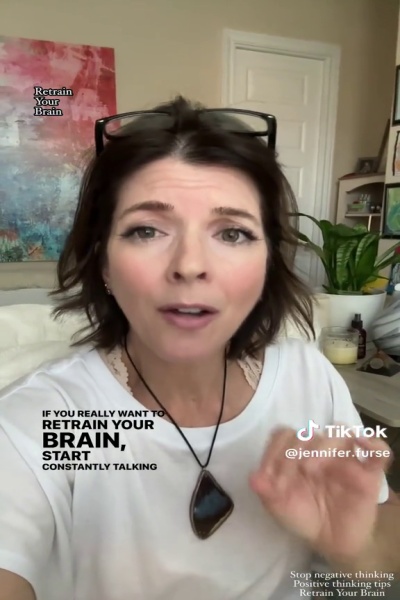 Retrain
Your
Brain
IF YOU REALLY WANT TO
RETRAIN YOUR
BRAIN,
START
CONSTANTLY TALKING
TikTok
@jennifer.furse
Stop negative thinking
Positive thinking tips
Retrain Your Brain